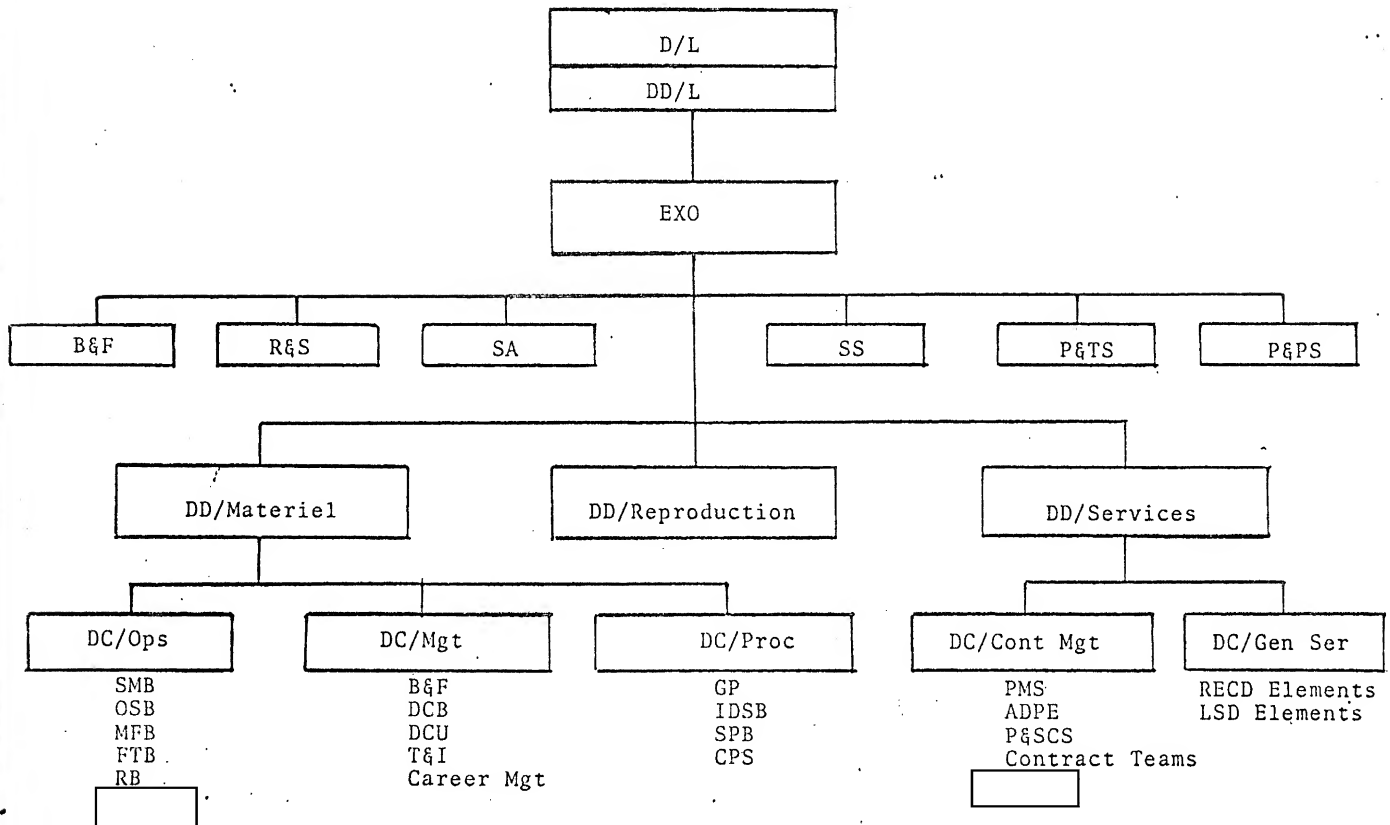 D/L
DD/L
EXO
B&F
R&S
SA
SS
P&TS
P&PS
DD/Materiel
DD/Reproduction
DD/Services
DC/Ops
DC/Mgt
DC/Proc
DC/Cont Mgt
DC/Gen Ser
SMB
OSB
MFB
FTB
RB
B&F
DCB
DCU
T&I
Career Mgt
GP
IDSB
SPB
CPS
PMS
ADPE
P&SCS
Contract Teams
RECD Elements
LSD Elements